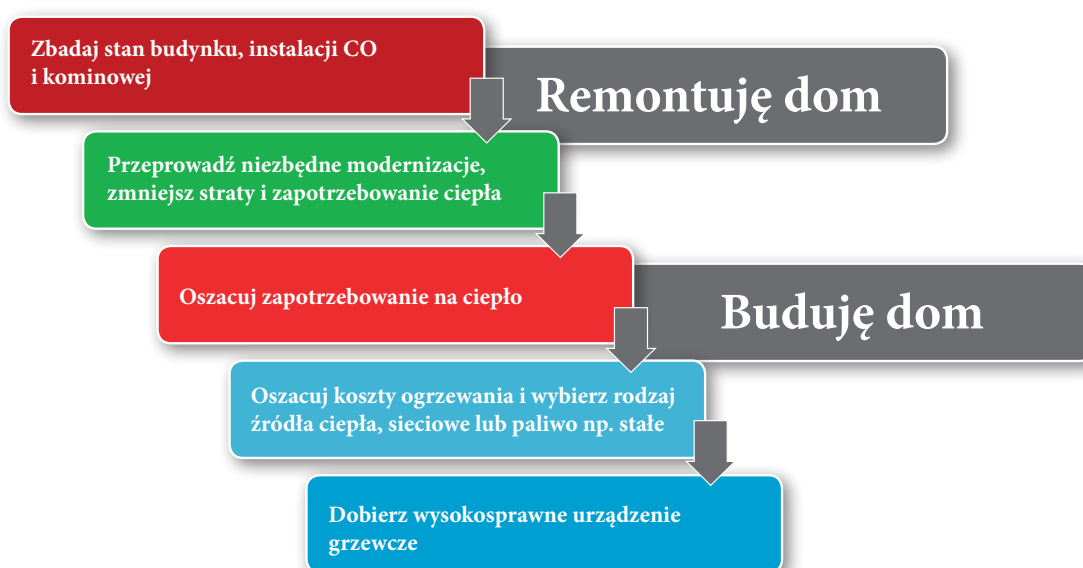 Zbadaj stan budynku, instalacji CO
i kominowej
Remontuję dom
Przeprowadź niezbędne modernizacje,
zmniejsz straty i zapotrzebowanie ciepła
Oszacuj zapotrzebowanie na ciepło
Buduję dom
Oszacuj koszty ogrzewania i wybierz rodzaj
źródła ciepła, sieciowe lub paliwo np. stałe
Dobierz wysokosprawne urządzenie
grzewcze